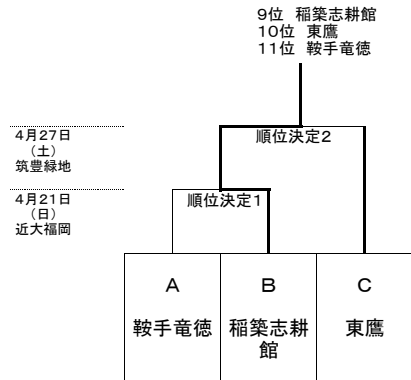 9位 稲築志耕館
10位 東鷹
11位 鞍手竜徳
4月27日
(土)
筑豊緑地
順位決定2
4月21日
(日)
近大福岡
順位決定1
A
B
C
鞍手竜徳
稲築志耕
館
東鷹